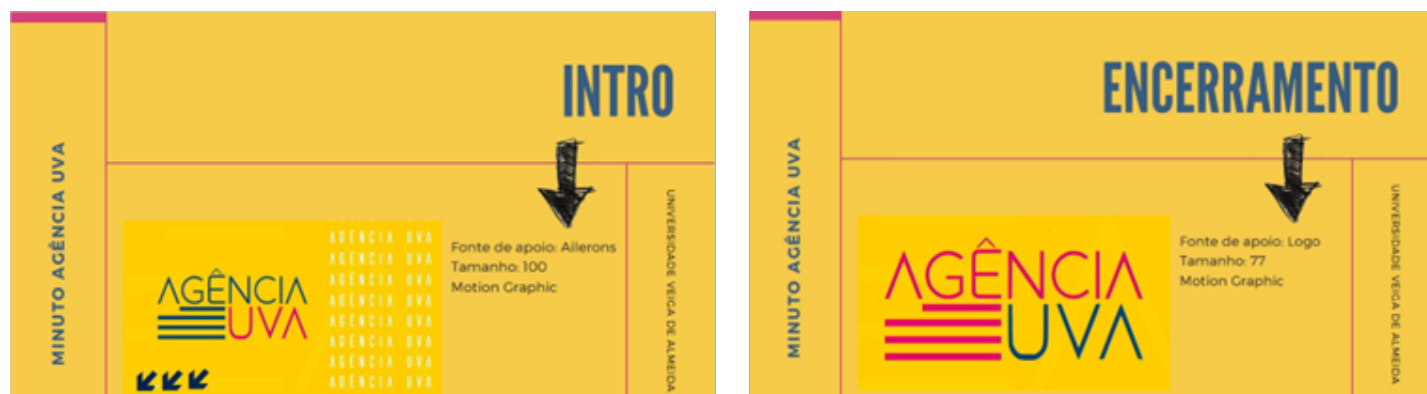 INTRO
MINUTO AGÊNCIA UVA
AGÊNCIA
UVA
AGÊNCIA UVA
AGÊNCIA UVA
AGÊNCIA UVA
AGÊNCIA UVA
AGÊNCIA UVA
AGÊNCIA UVA
AGÊNCIA UVA
AGÊNCIA UVA
Fonte de apoio: Ailerons
Tamanho: 100
Motion Graphic
UNIVERSIDADE VEIGA DE ALMEIDA
ENCERRAMENTO
MINUTO AGÊNCIA UVA
AGÊNCIA
UVA
Fonte de apoio: Logo
Tamanho: 77
Motion Graphic
UNIVERSIDADE VEIGA DE ALMEIDA